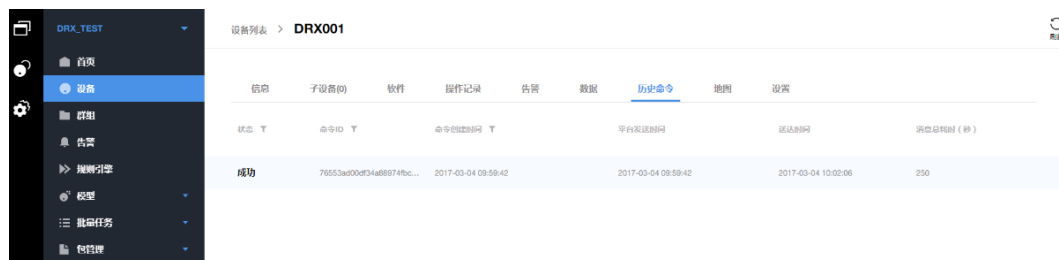 DRX_TEST
设备列表 > DRX001
刷新
首页
设备
群组
告警
规则引擎
模型
批量任务
包管理
信息 子设备(0) 软件 操作记录 告警 数据 历史命令 地图 设置
状态 命令ID 命令创建时间 平台发送时间 送达时间 消息总耗时（秒）
成功 76553ad00df34a88974fbc... 2017-03-04 09:59:42 2017-03-04 09:59:42 2017-03-04 10:02:06 250